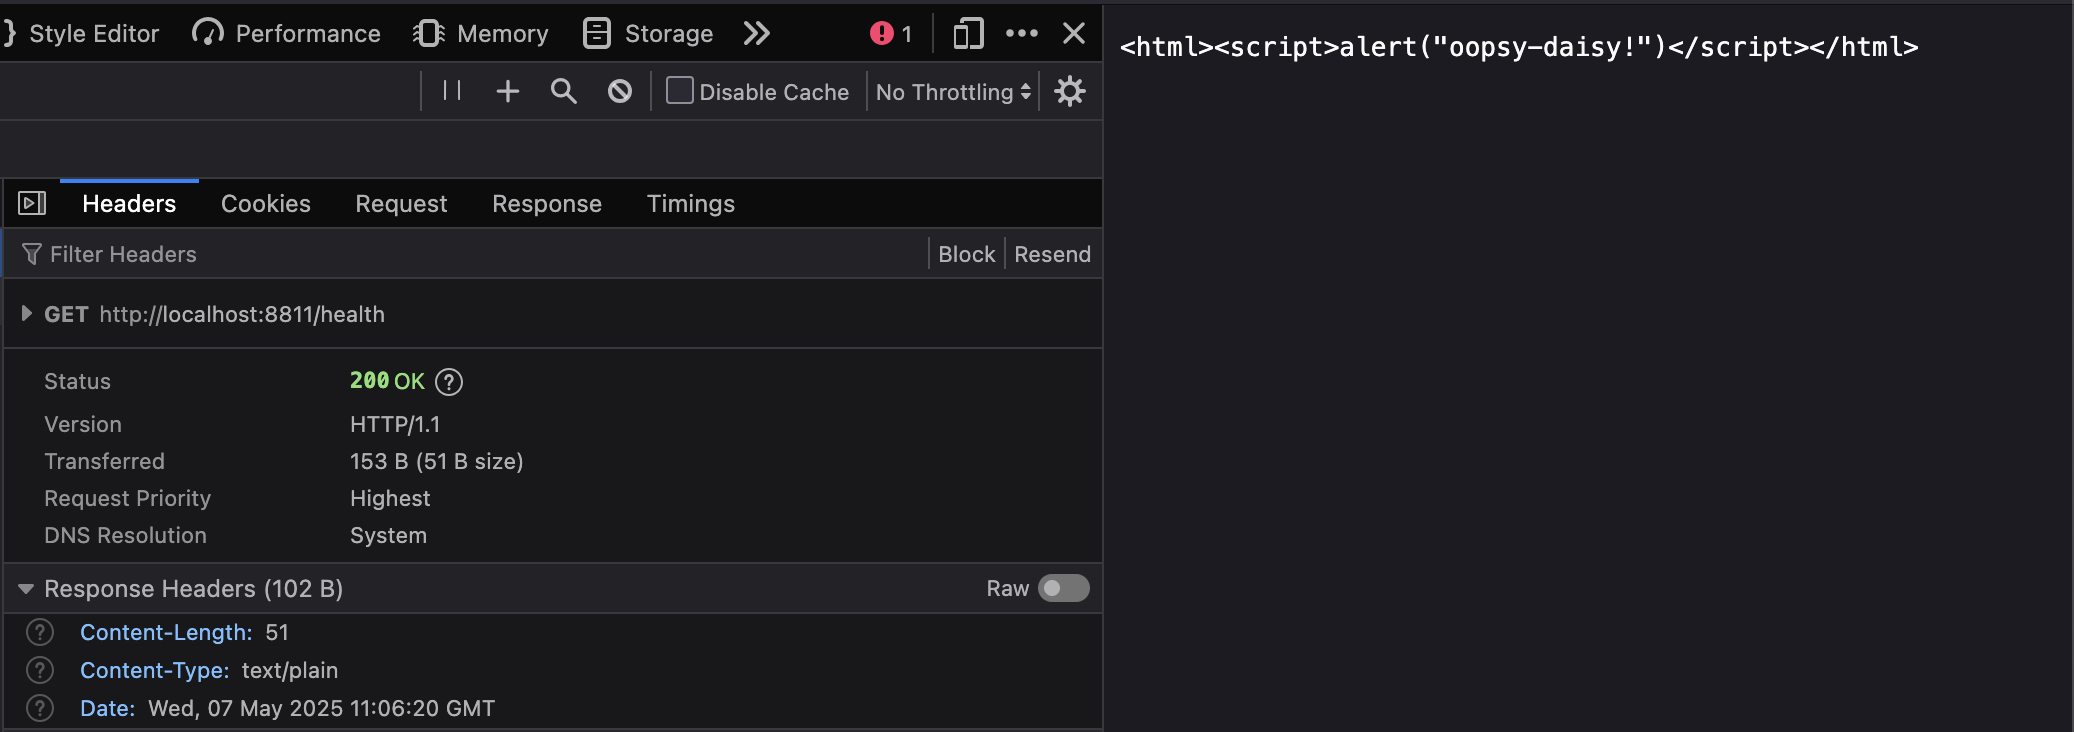 } Style Editor Performance Memory Storage 1
Disable Cache No Throttling
Headers Cookies Request Response Timings
Filter Headers Block Resend
GET http://localhost:8811/health
Status 200 OK
Version HTTP/1.1
Transferred 153 B (51 B size)
Request Priority Highest
DNS Resolution System
Response Headers (102 B) Raw
Content-Length: 51
Content-Type: text/plain
Date: Wed, 07 May 2025 11:06:20 GMT
<html><script>alert("oopsy-daisy!")</script></html>